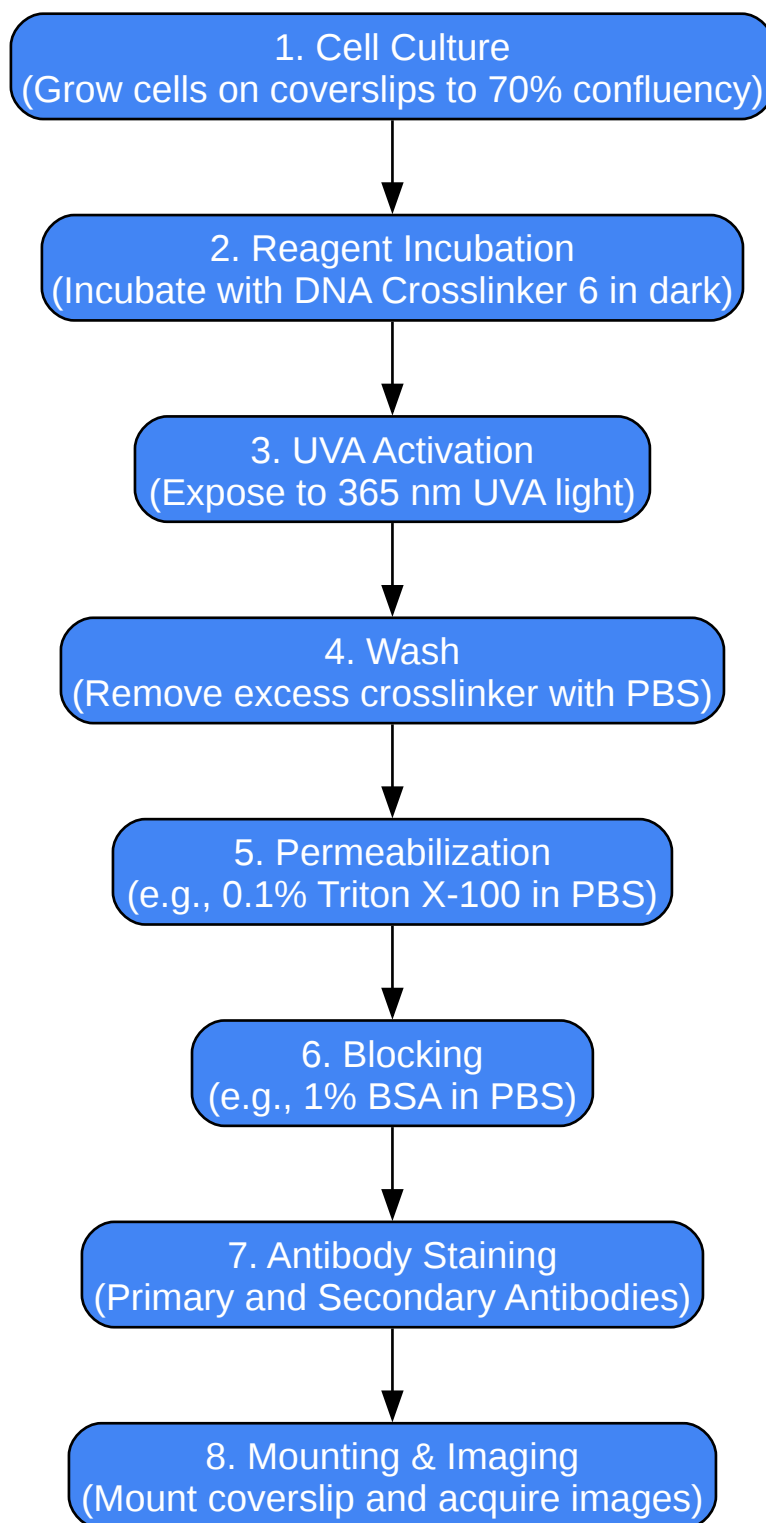 1. Cell Culture
(Grow cells on coverslips to 70% confluency)
2. Reagent Incubation
(Incubate with DNA Crosslinker 6 in dark)
3. UVA Activation
(Expose to 365 nm UVA light)
4. Wash
(Remove excess crosslinker with PBS)
5. Permeabilization
(e.g., 0.1% Triton X-100 in PBS)
6. Blocking
(e.g., 1% BSA in PBS)
7. Antibody Staining
(Primary and Secondary Antibodies)
8. Mounting & Imaging
(Mount coverslip and acquire images)